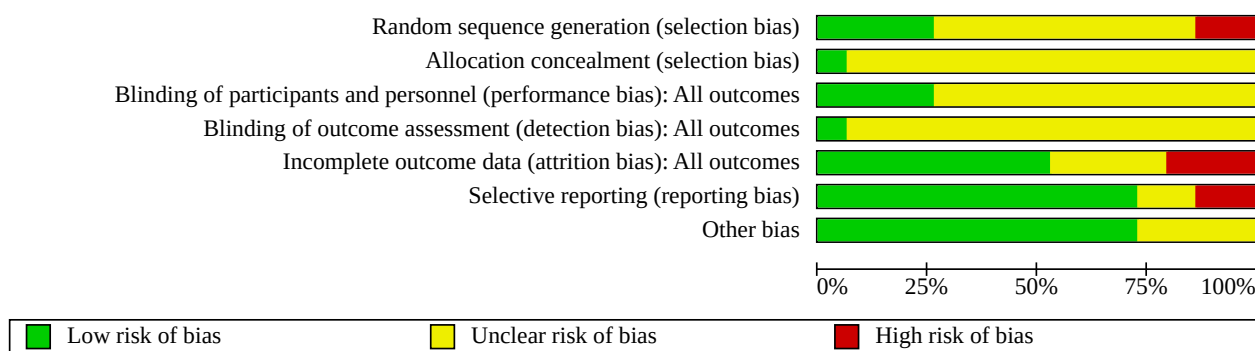 Random sequence generation (selection bias)
Allocation concealment (selection bias)
Blinding of participants and personnel (performance bias): All outcomes
Blinding of outcome assessment (detection bias): All outcomes
Incomplete outcome data (attrition bias): All outcomes
Selective reporting (reporting bias)
Other bias
0% 25% 50% 75% 100%
Low risk of bias Unclear risk of bias High risk of bias